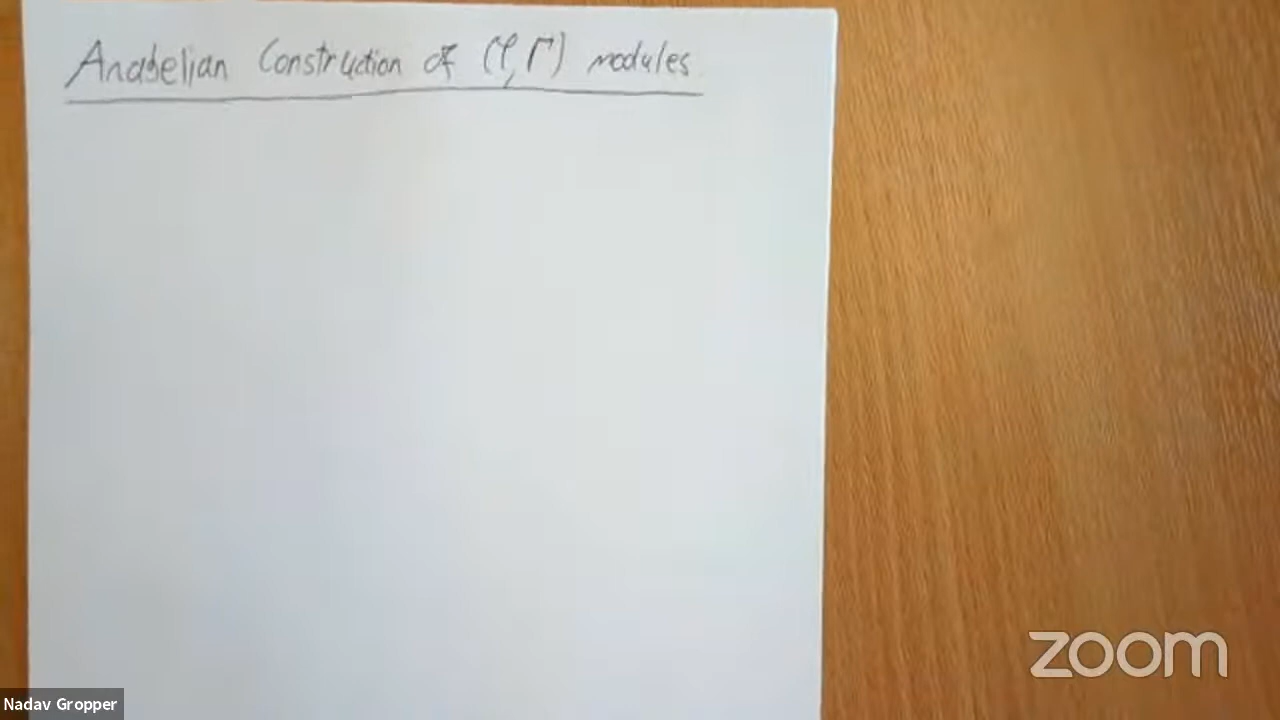 Anabelian Construction of (φ,Γ) modules
zoom
Nadav Gropper